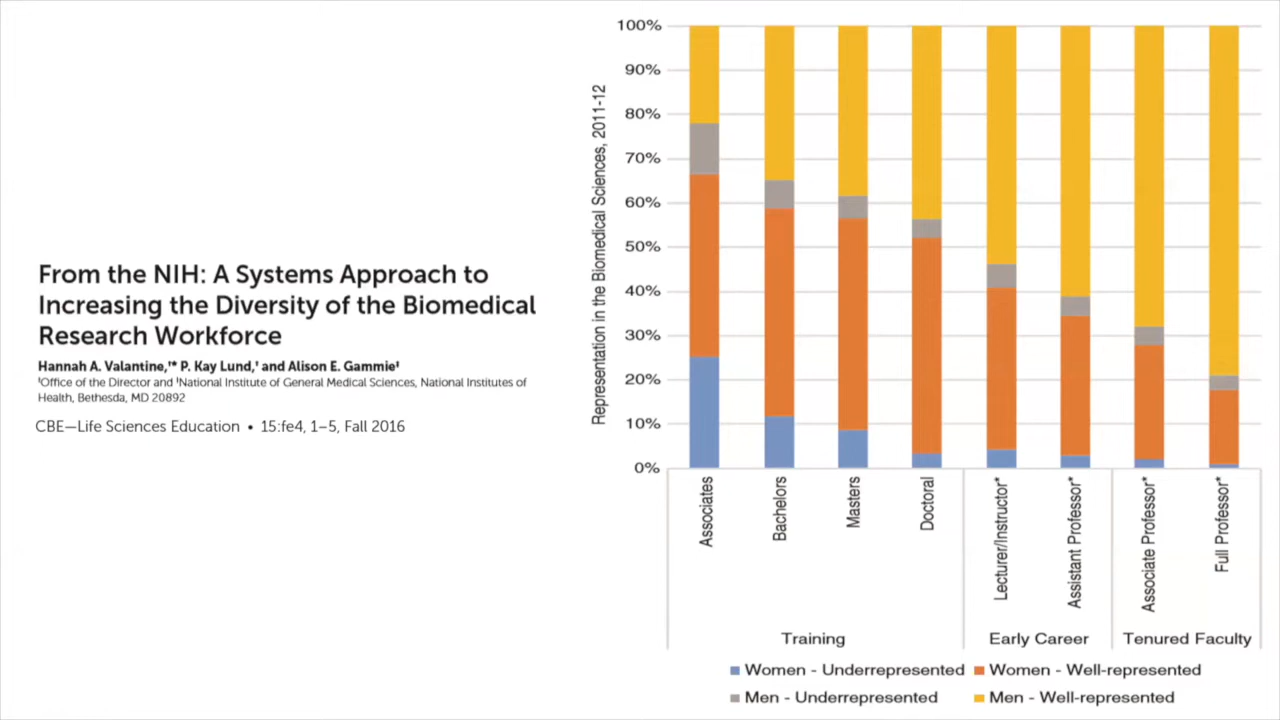 From the NIH: A Systems Approach to
Increasing the Diversity of the Biomedical
Research Workforce
Hannah A. Valantine,†* P. Kay Lund,† and Alison E. Gammie‡
†Office of the Director and ‡National Institute of General Medical Sciences, National Institutes of
Health, Bethesda, MD 20892
CBE—Life Sciences Education • 15:fe4, 1–5, Fall 2016
Representation in the Biomedical Sciences, 2011-12
100%
90%
80%
70%
60%
50%
40%
30%
20%
10%
0%
Associates
Bachelors
Masters
Doctoral
Lecturer/Instructor*
Assistant Professor*
Associate Professor*
Full Professor*
Training
Early Career
Tenured Faculty
Women - Underrepresented
Women - Well-represented
Men - Underrepresented
Men - Well-represented